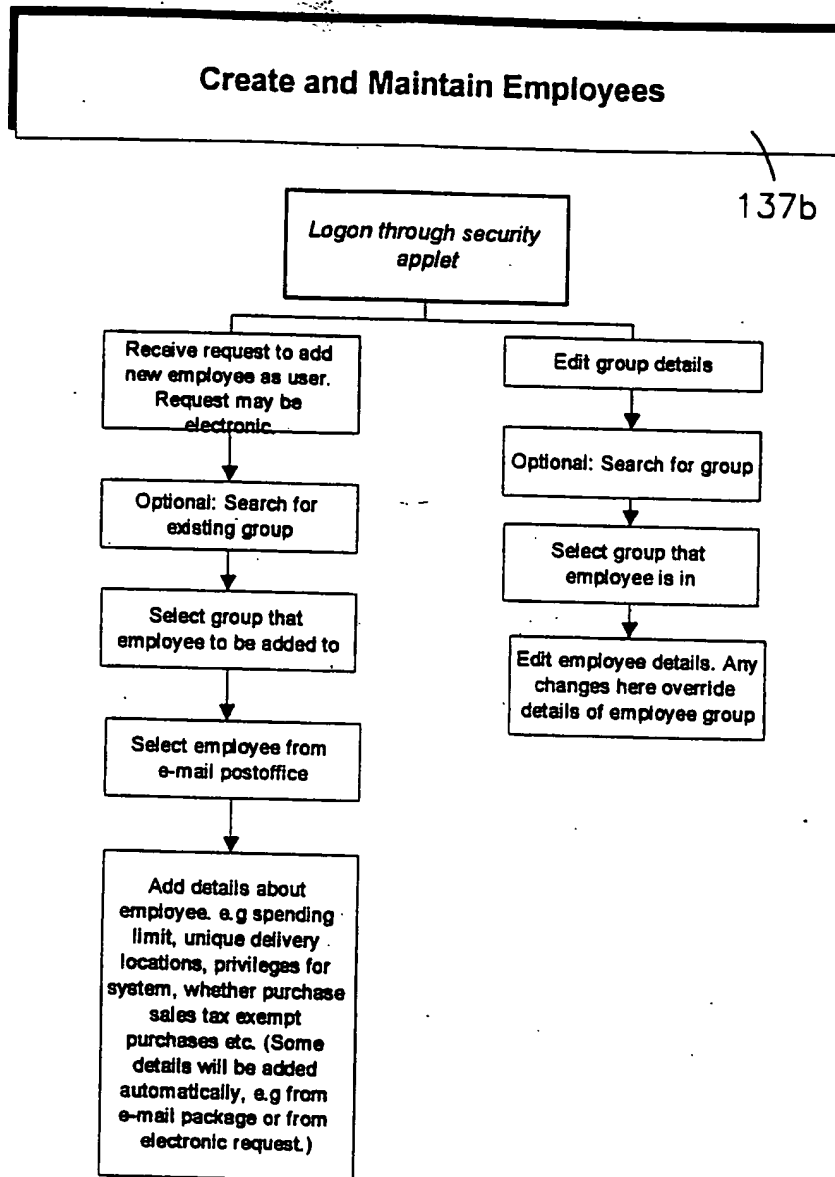 Create and Maintain Employees
137b
Logon through security
applet
Receive request to add
new employee as user.
Request may be
electronic.
Optional: Search for
existing group
Select group that
employee to be added to
Select employee from
e-mail postoffice
Add details about
employee. e.g spending
limit, unique delivery
locations, privileges for
system, whether purchase
sales tax exempt
purchases etc. (Some
details will be added
automatically, e.g from
e-mail package or from
electronic request.)
Edit group details
Optional: Search for group
Select group that
employee is in
Edit employee details. Any
changes here override
details of employee group